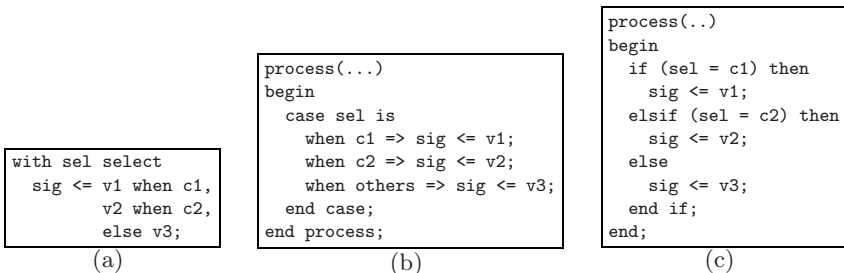 with sel select
sig <= v1 when c1,
v2 when c2,
else v3;
(a)
process(...)
begin
case sel is
when c1 => sig <= v1;
when c2 => sig <= v2;
when others => sig <= v3;
end case;
end process;
(b)
process(..)
begin
if (sel = c1) then
sig <= v1;
elsif (sel = c2) then
sig <= v2;
else
sig <= v3;
end if;
end;
(c)